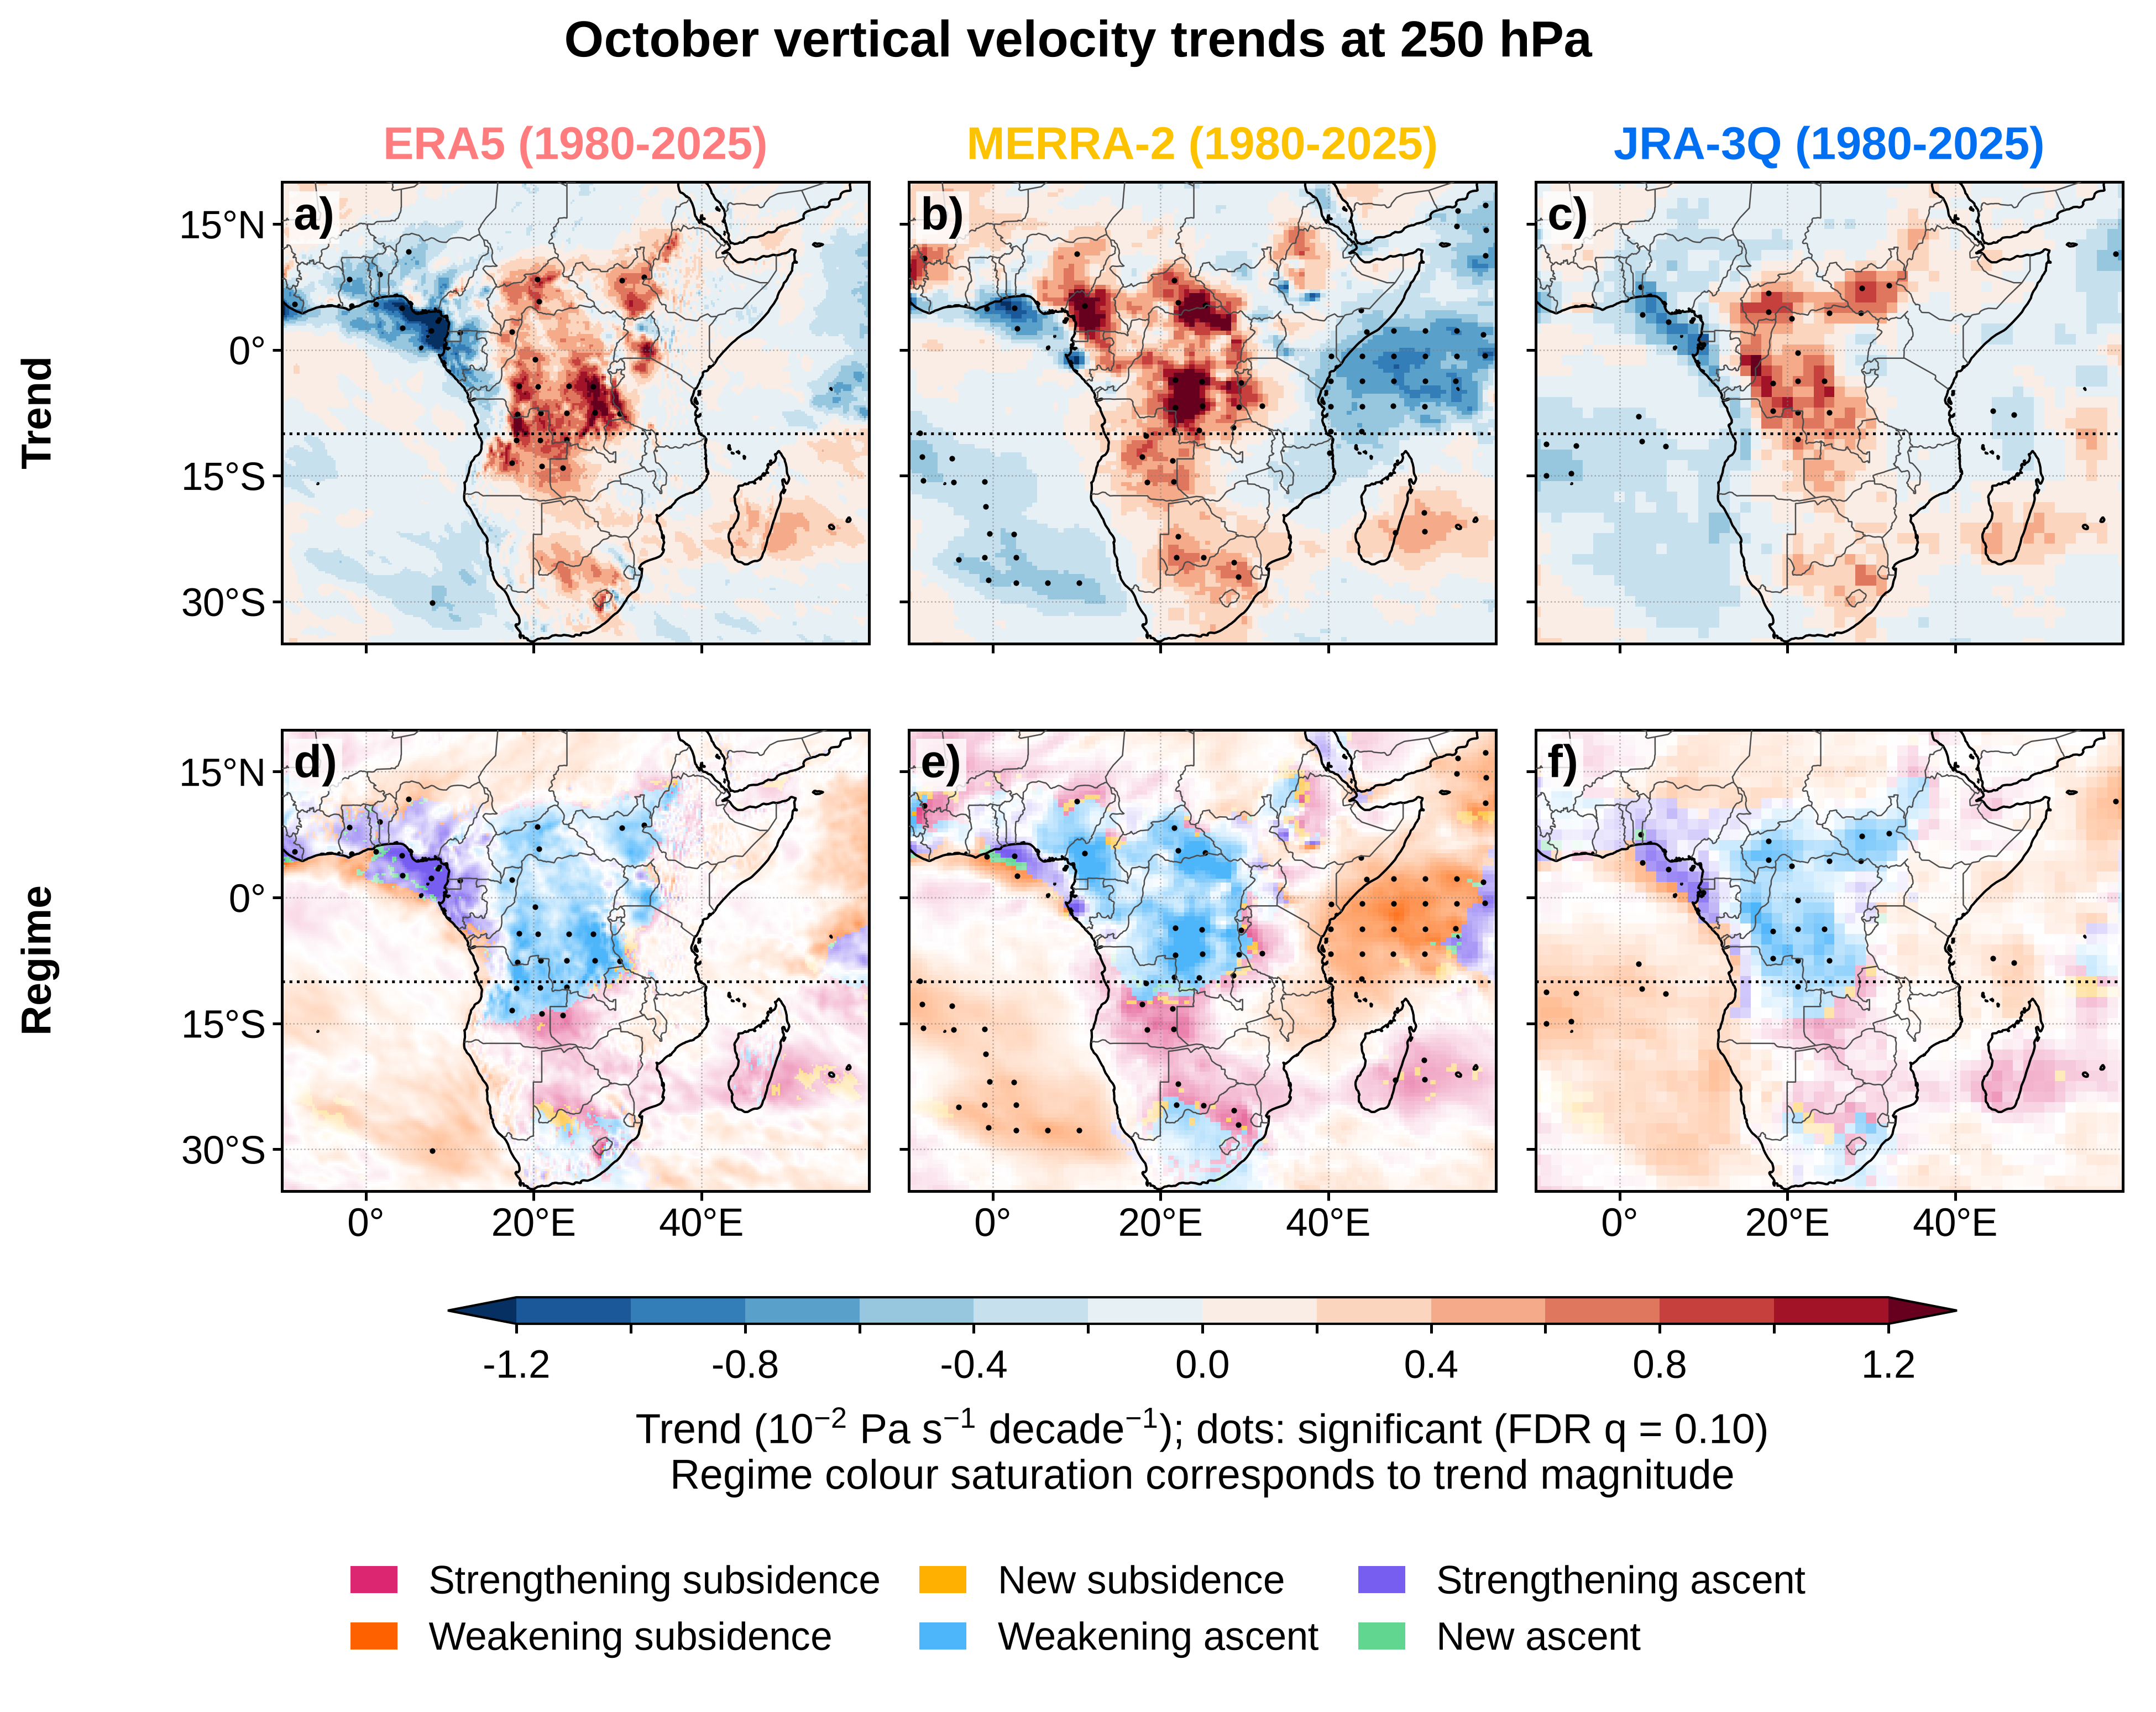 October vertical velocity trends at 250 hPa
ERA5 (1980-2025)
MERRA-2 (1980-2025)
JRA-3Q (1980-2025)
Trend
a)
b)
c)
15°N
0°
15°S
30°S
Regime
d)
e)
f)
15°N
0°
15°S
30°S
0° 20°E 40°E
0° 20°E 40°E
0° 20°E 40°E
-1.2 -0.8 -0.4 0.0 0.4 0.8 1.2
Trend (10⁻² Pa s⁻¹ decade⁻¹); dots: significant (FDR q = 0.10)
Regime colour saturation corresponds to trend magnitude
Strengthening subsidence
New subsidence
Strengthening ascent
Weakening subsidence
Weakening ascent
New ascent